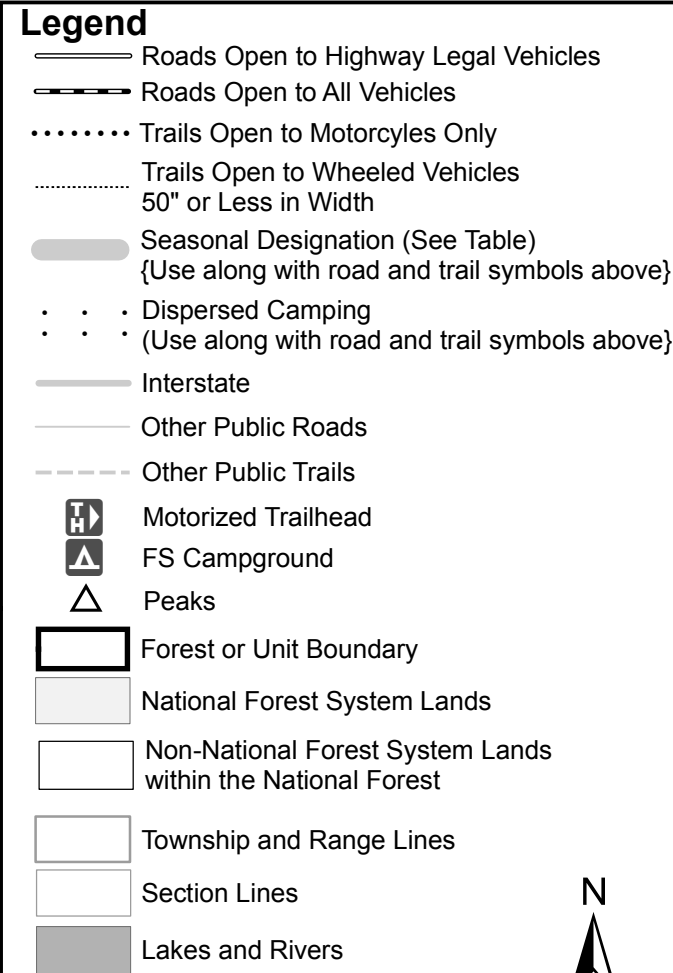 Legend
Roads Open to Highway Legal Vehicles
Roads Open to All Vehicles
Trails Open to Motorcyles Only
Trails Open to Wheeled Vehicles
50" or Less in Width
Seasonal Designation (See Table)
{Use along with road and trail symbols above}
Dispersed Camping
(Use along with road and trail symbols above}
Interstate
Other Public Roads
Other Public Trails
TH
Motorized Trailhead
FS Campground
Peaks
Forest or Unit Boundary
National Forest System Lands
Non-National Forest System Lands
within the National Forest
Township and Range Lines
Section Lines
N
Lakes and Rivers